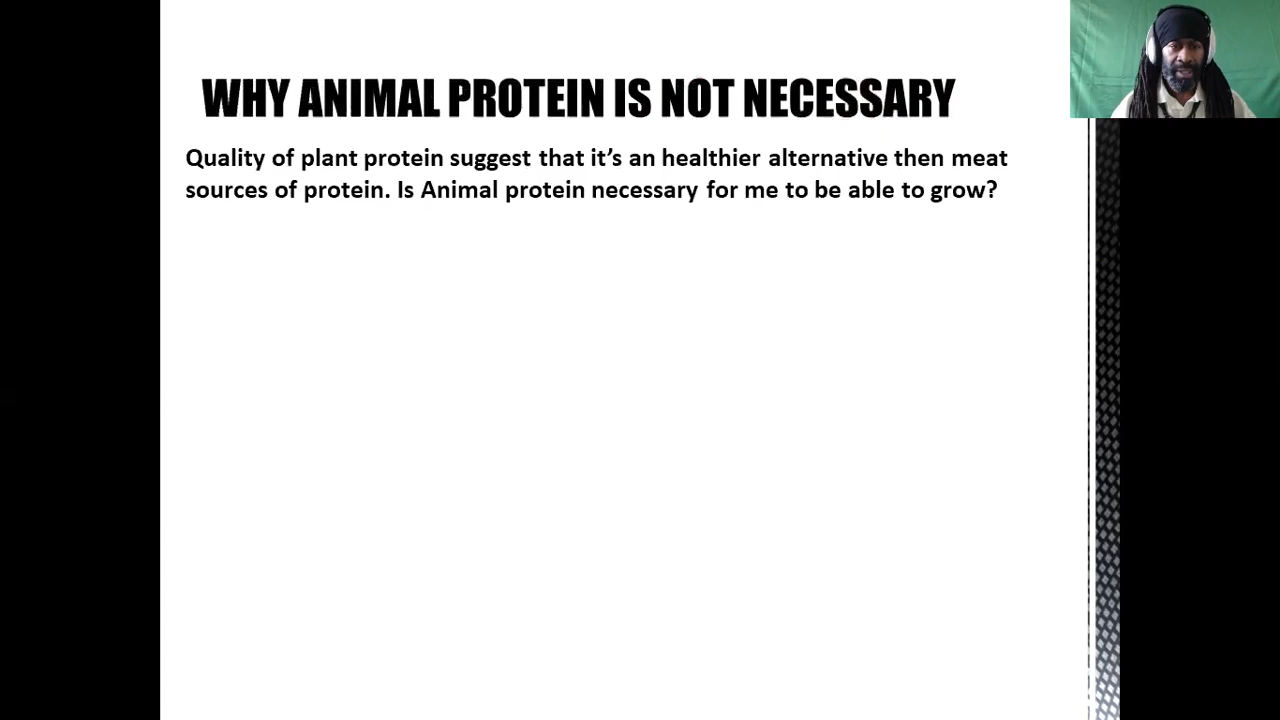 WHY ANIMAL PROTEIN IS NOT NECESSARY
Quality of plant protein suggest that it’s an healthier alternative then meat
sources of protein. Is Animal protein necessary for me to be able to grow?